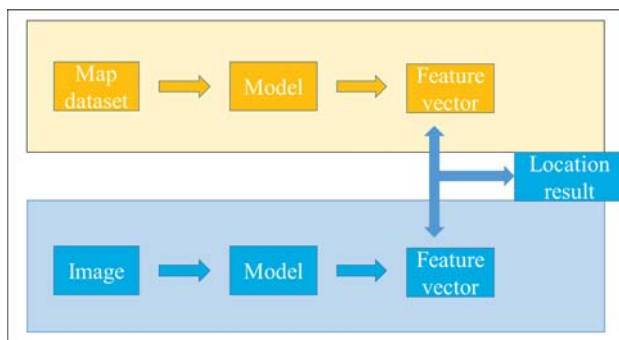 Map
dataset
Model
Feature
vector
Location
result
Image
Model
Feature
vector